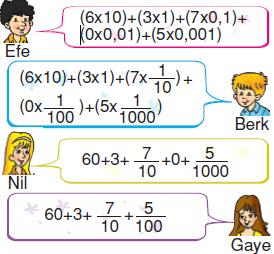 (6x10)+(3x1)+(7x0,1)+
(0x0,01)+(5x0,001)
Efe
(6x10)+(3x1)+(7x 1/10)+
(0x 1/100)+(5x 1/1000)
Berk
60+3+ 7/10 +0+ 5/1000
Nil
60+3+ 7/10 + 5/100
Gaye